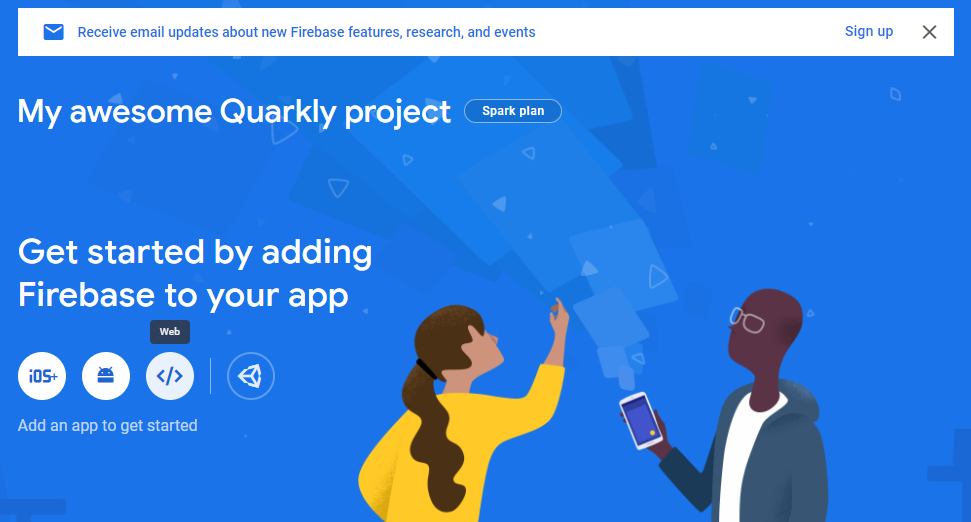 Receive email updates about new Firebase features, research, and events
Sign up
My awesome Quarkly project
Spark plan
Get started by adding
Firebase to your app
Web
iOS+
</>
Add an app to get started